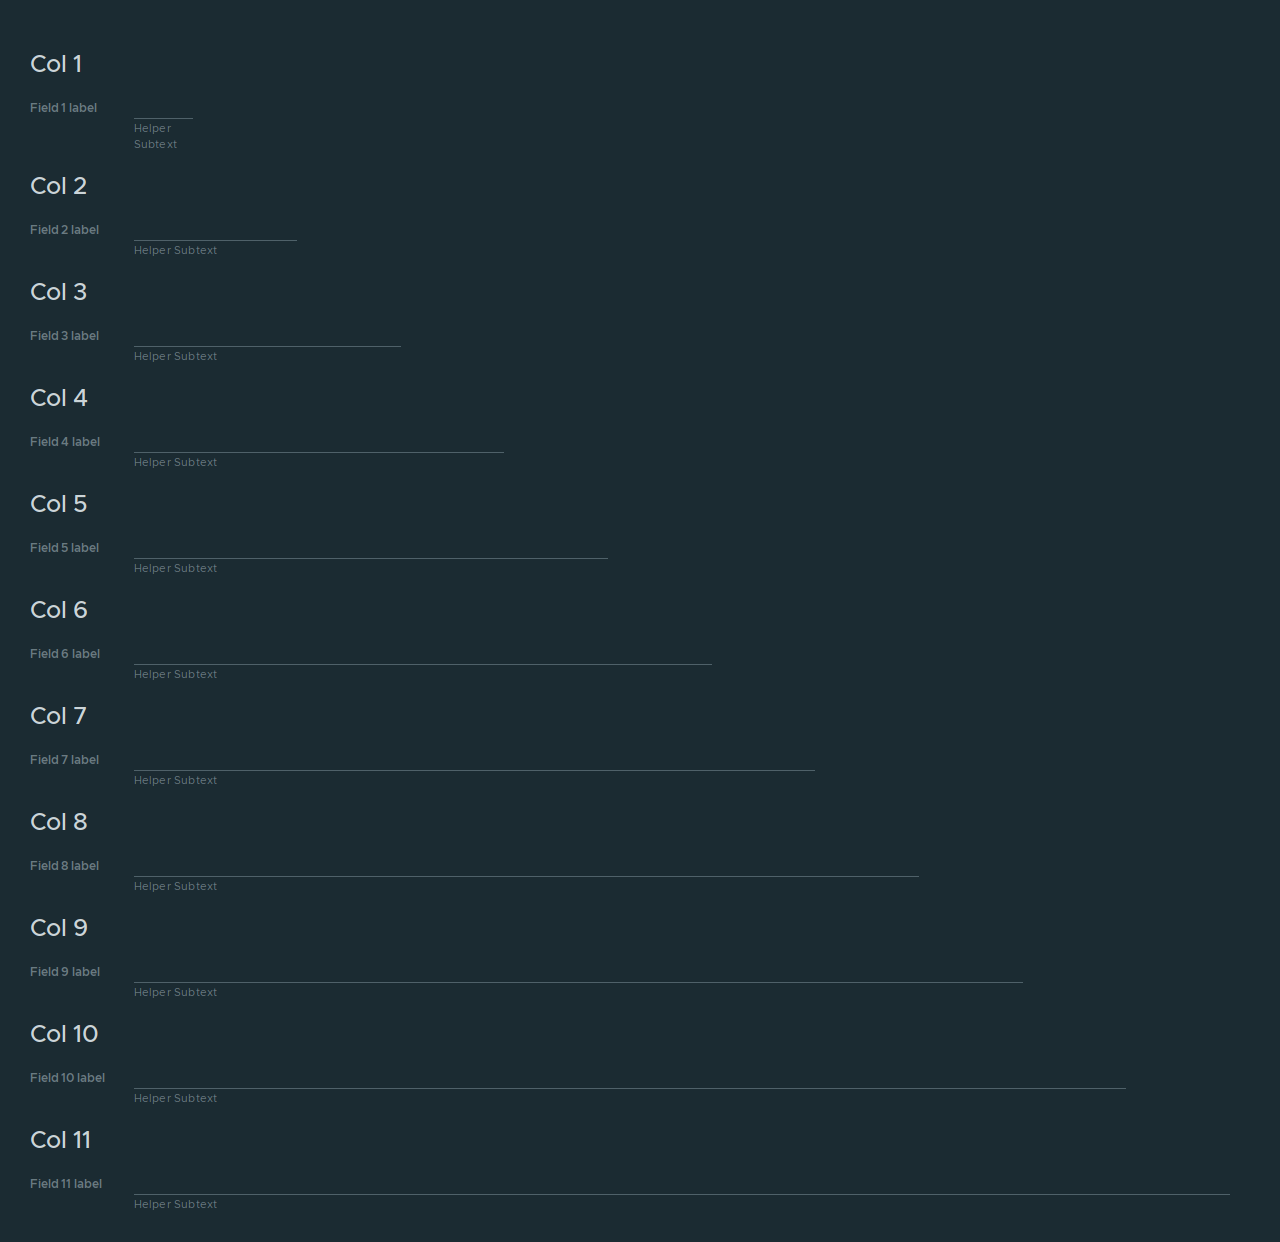 Col 1
Field 1 label
Helper
Subtext
Col 2
Field 2 label
Helper Subtext
Col 3
Field 3 label
Helper Subtext
Col 4
Field 4 label
Helper Subtext
Col 5
Field 5 label
Helper Subtext
Col 6
Field 6 label
Helper Subtext
Col 7
Field 7 label
Helper Subtext
Col 8
Field 8 label
Helper Subtext
Col 9
Field 9 label
Helper Subtext
Col 10
Field 10 label
Helper Subtext
Col 11
Field 11 label
Helper Subtext